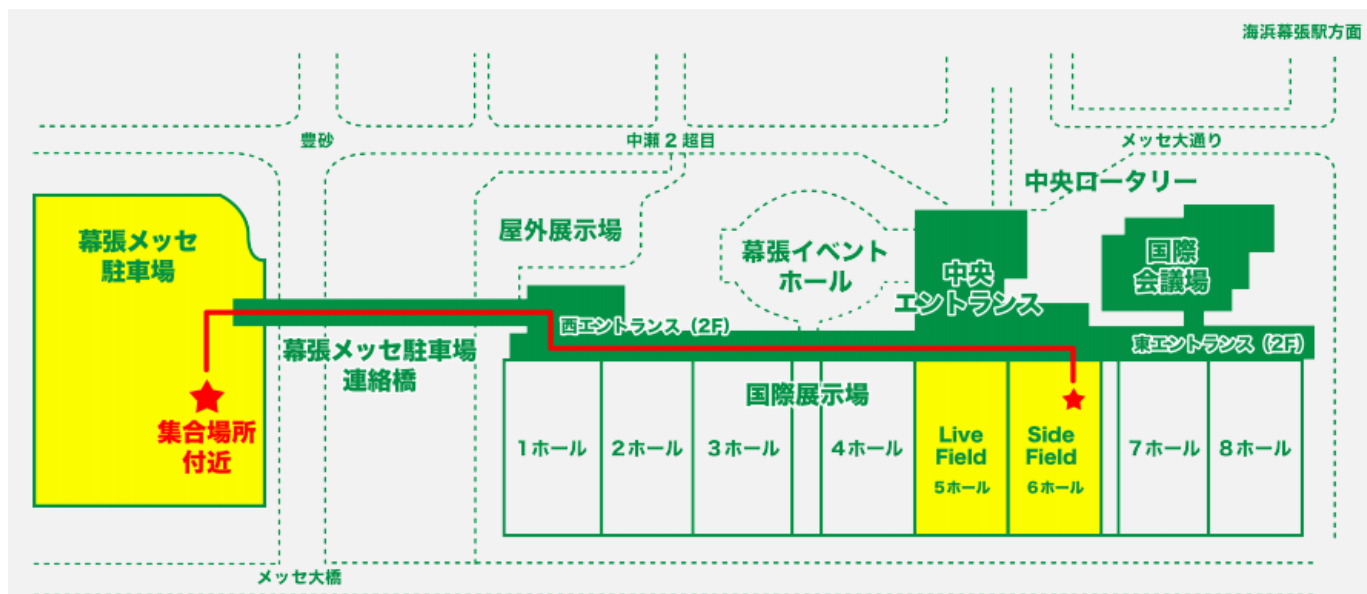 海浜幕張駅方面
豊砂
中瀬2超目
メッセ大通り
中央ロータリー
幕張メッセ
駐車場
屋外展示場
幕張イベント
ホール
中央
エントランス
国際
会議場
西エントランス（2F）
東エントランス（2F）
幕張メッセ駐車場
連絡橋
国際展示場
集合場所
付近
1ホール
2ホール
3ホール
4ホール
Live
Field
5ホール
Side
Field
6ホール
7ホール
8ホール
メッセ大橋